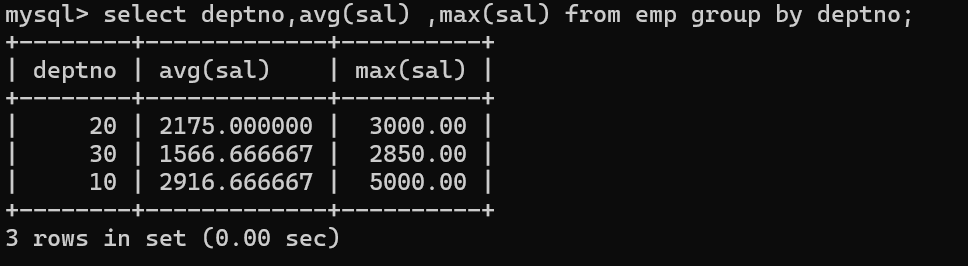 mysql> select deptno,avg(sal) ,max(sal) from emp group by deptno;
+--------+-------------+----------+
| deptno | avg(sal)    | max(sal) |
+--------+-------------+----------+
|     20 | 2175.000000 |  3000.00 |
|     30 | 1566.666667 |  2850.00 |
|     10 | 2916.666667 |  5000.00 |
+--------+-------------+----------+
3 rows in set (0.00 sec)